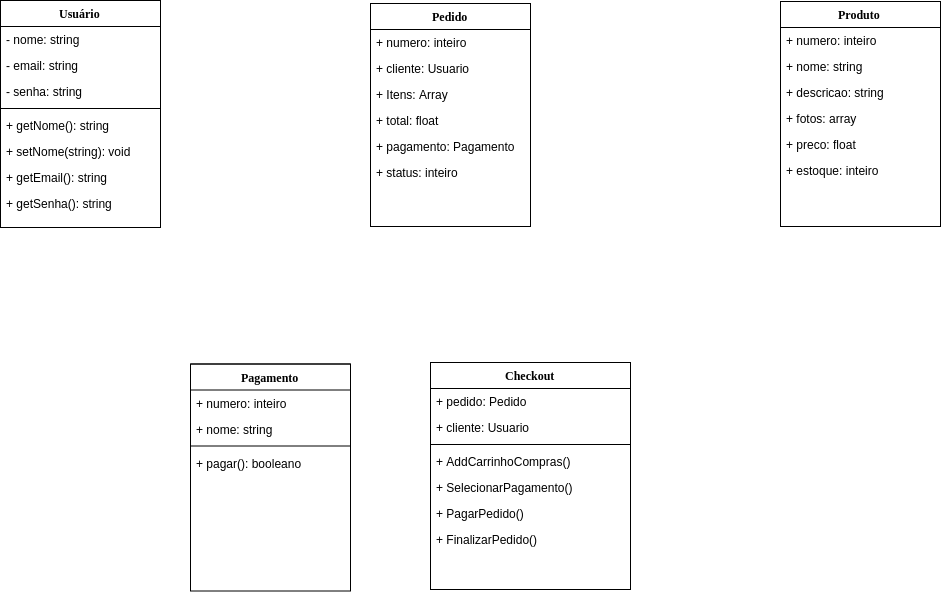 Usuário
- nome: string
- email: string
- senha: string
+ getNome(): string
+ setNome(string): void
+ getEmail(): string
+ getSenha(): string
Pedido
+ numero: inteiro
+ cliente: Usuario
+ Itens: Array
+ total: float
+ pagamento: Pagamento
+ status: inteiro
Produto
+ numero: inteiro
+ nome: string
+ descricao: string
+ fotos: array
+ preco: float
+ estoque: inteiro
Pagamento
+ numero: inteiro
+ nome: string
+ pagar(): booleano
Checkout
+ pedido: Pedido
+ cliente: Usuario
+ AddCarrinhoCompras()
+ SelecionarPagamento()
+ PagarPedido()
+ FinalizarPedido()